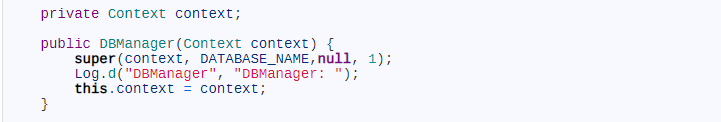 private Context context;
public DBManager(Context context) {
super(context, DATABASE_NAME,null, 1);
Log.d("DBManager", "DBManager: ");
this.context = context;
}